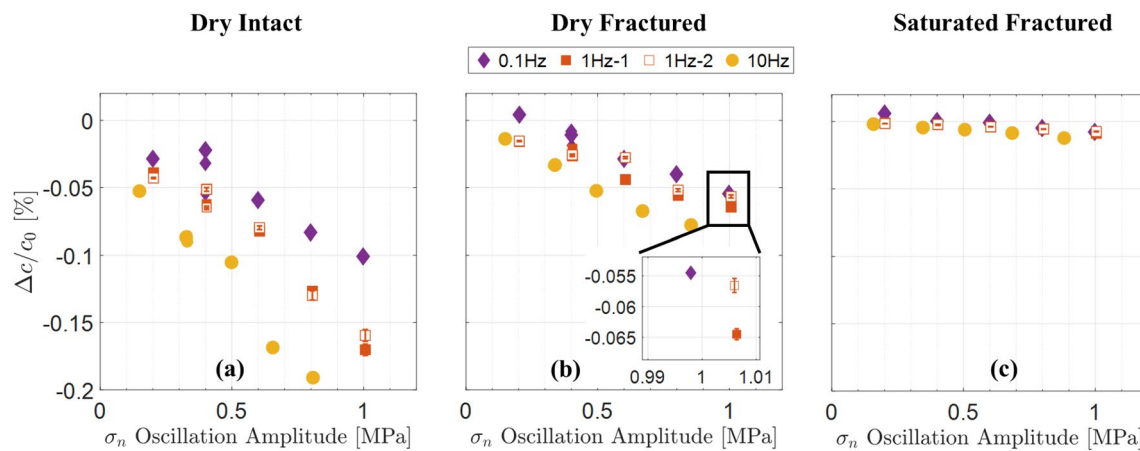 Dry Intact
Dry Fractured
Saturated Fractured
0.1Hz 1Hz-1 1Hz-2 10Hz
Δc/c₀ [%]
0
-0.05
-0.1
-0.15
-0.2
(a)
0 0.5 1
σₙ Oscillation Amplitude [MPa]
-0.055
-0.06
-0.065
0.99 1 1.01
(b)
0 0.5 1
σₙ Oscillation Amplitude [MPa]
(c)
0 0.5 1
σₙ Oscillation Amplitude [MPa]